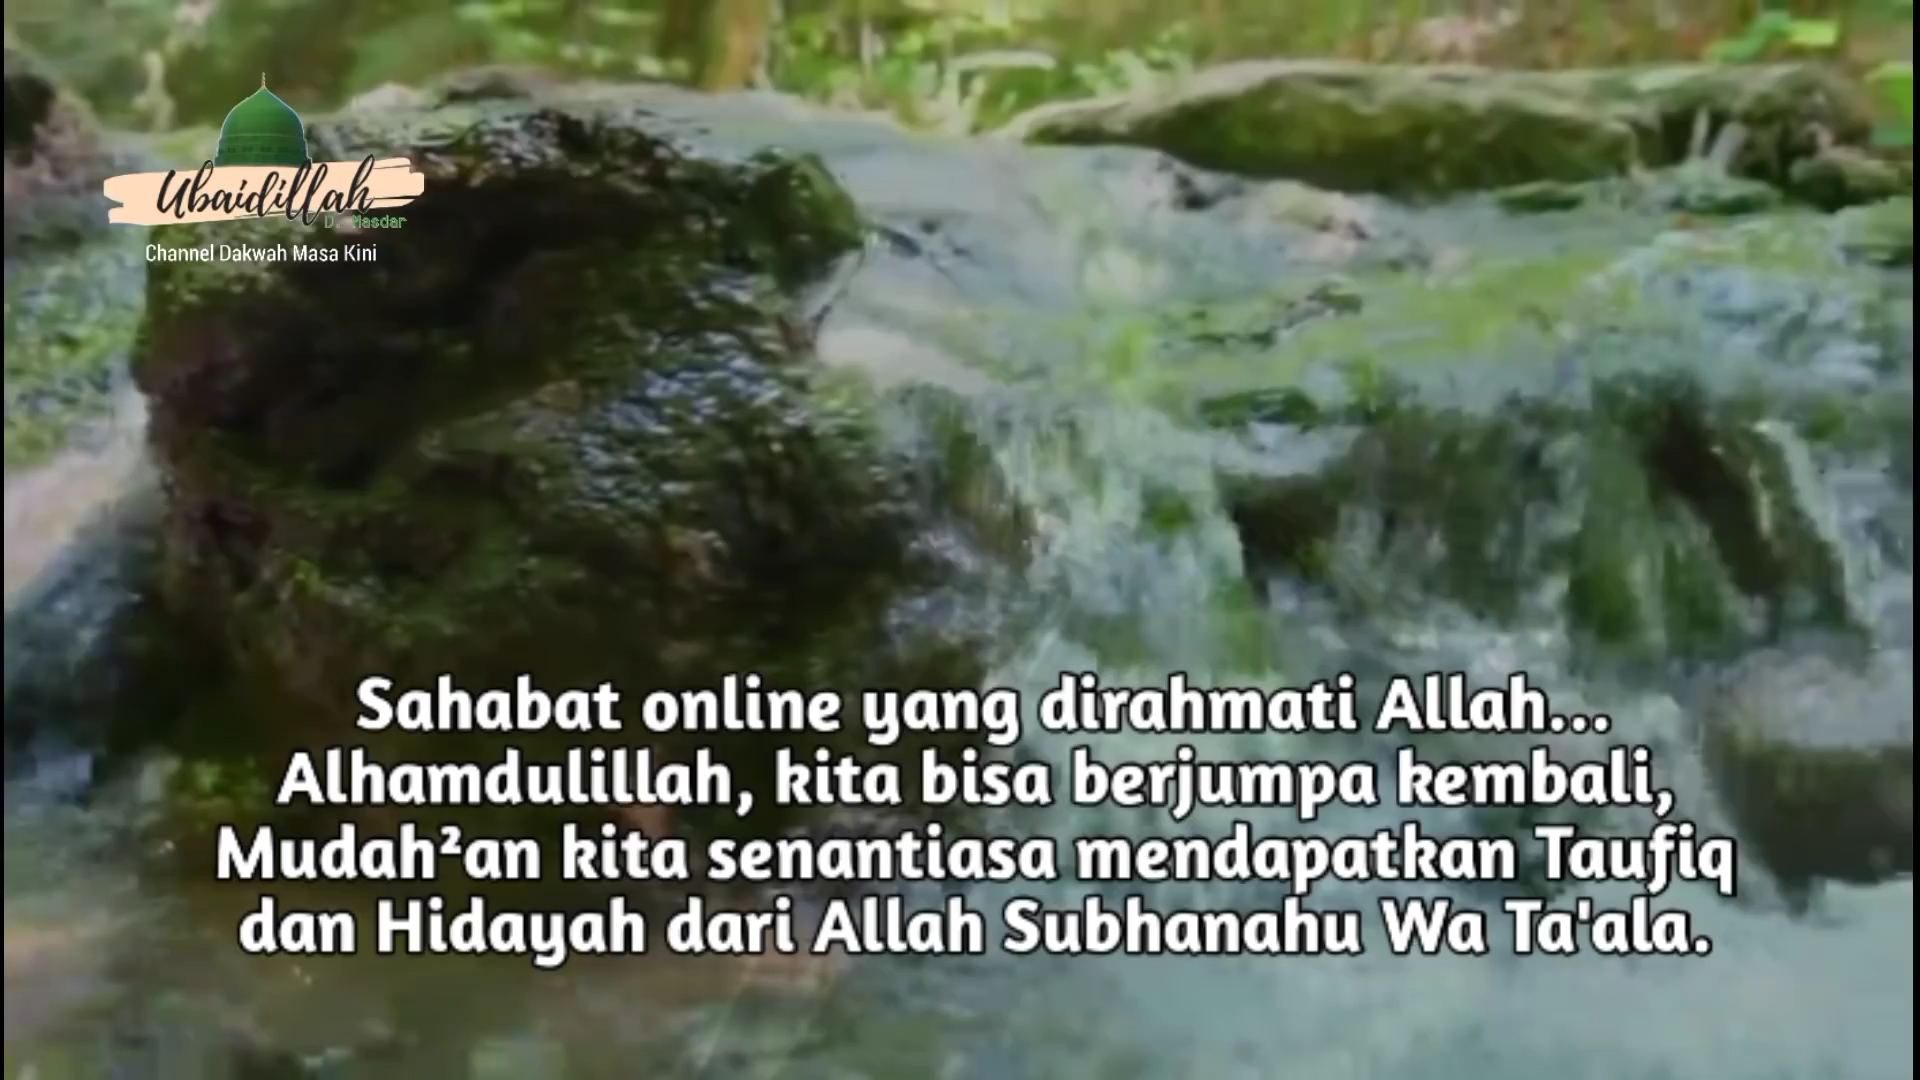 Ubaidillah
D. Masdar
Channel Dakwah Masa Kini
Sahabat online yang dirahmati Allah...
Alhamdulillah, kita bisa berjumpa kembali,
Mudah²an kita senantiasa mendapatkan Taufiq
dan Hidayah dari Allah Subhanahu Wa Ta'ala.